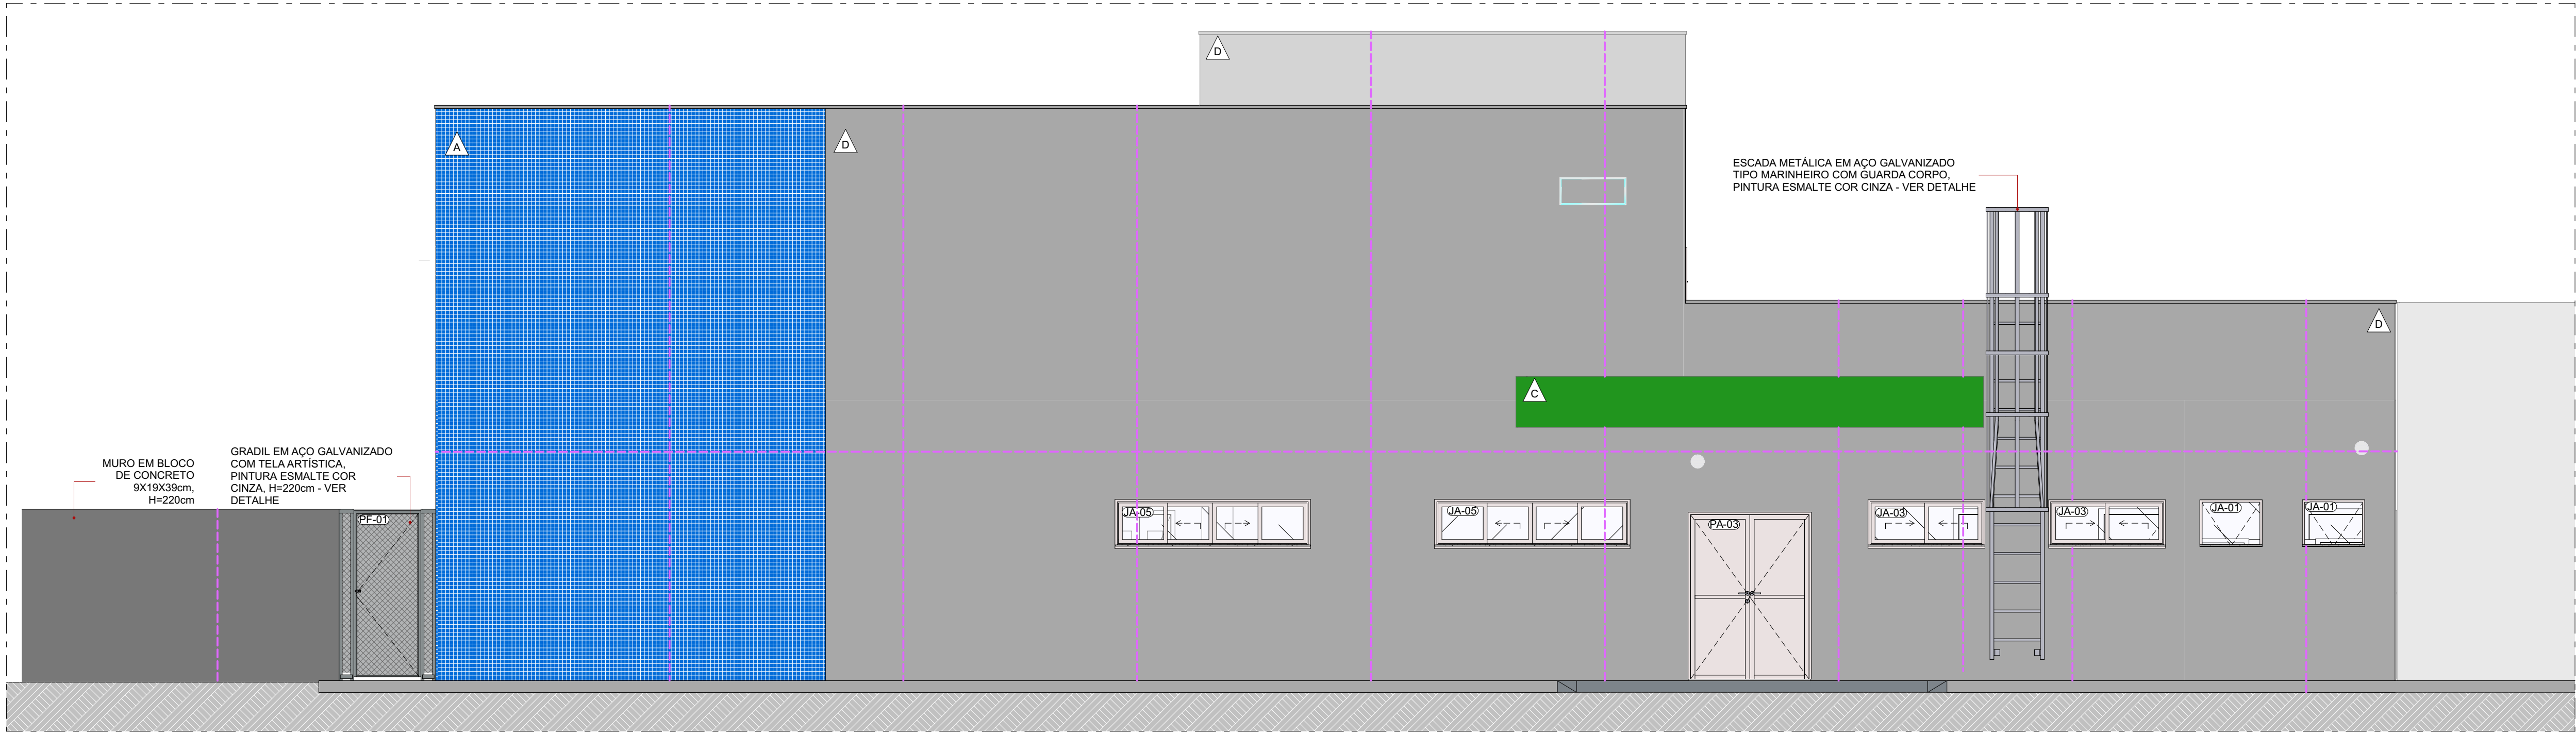 D
A
D
ESCADA METÁLICA EM AÇO GALVANIZADO
TIPO MARINHEIRO COM GUARDA CORPO,
PINTURA ESMALTE COR CINZA - VER DETALHE
D
C
MURO EM BLOCO
DE CONCRETO
9X19X39cm,
H=220cm
GRADIL EM AÇO GALVANIZADO
COM TELA ARTÍSTICA,
PINTURA ESMALTE COR
CINZA, H=220cm - VER
DETALHE
PF-01
JA-05
JA-05
PA-03
JA-03
JA-03
JA-01
JA-01